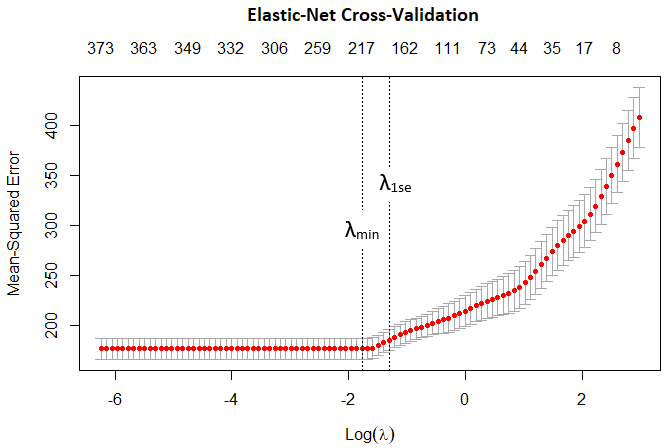 Elastic-Net Cross-Validation
373 363 349 332 306 259 217 162 111 73 44 35 17 8
400
350
300
250
200
Mean-Squared Error
λ1se
λmin
-6 -4 -2 0 2
Log(λ)